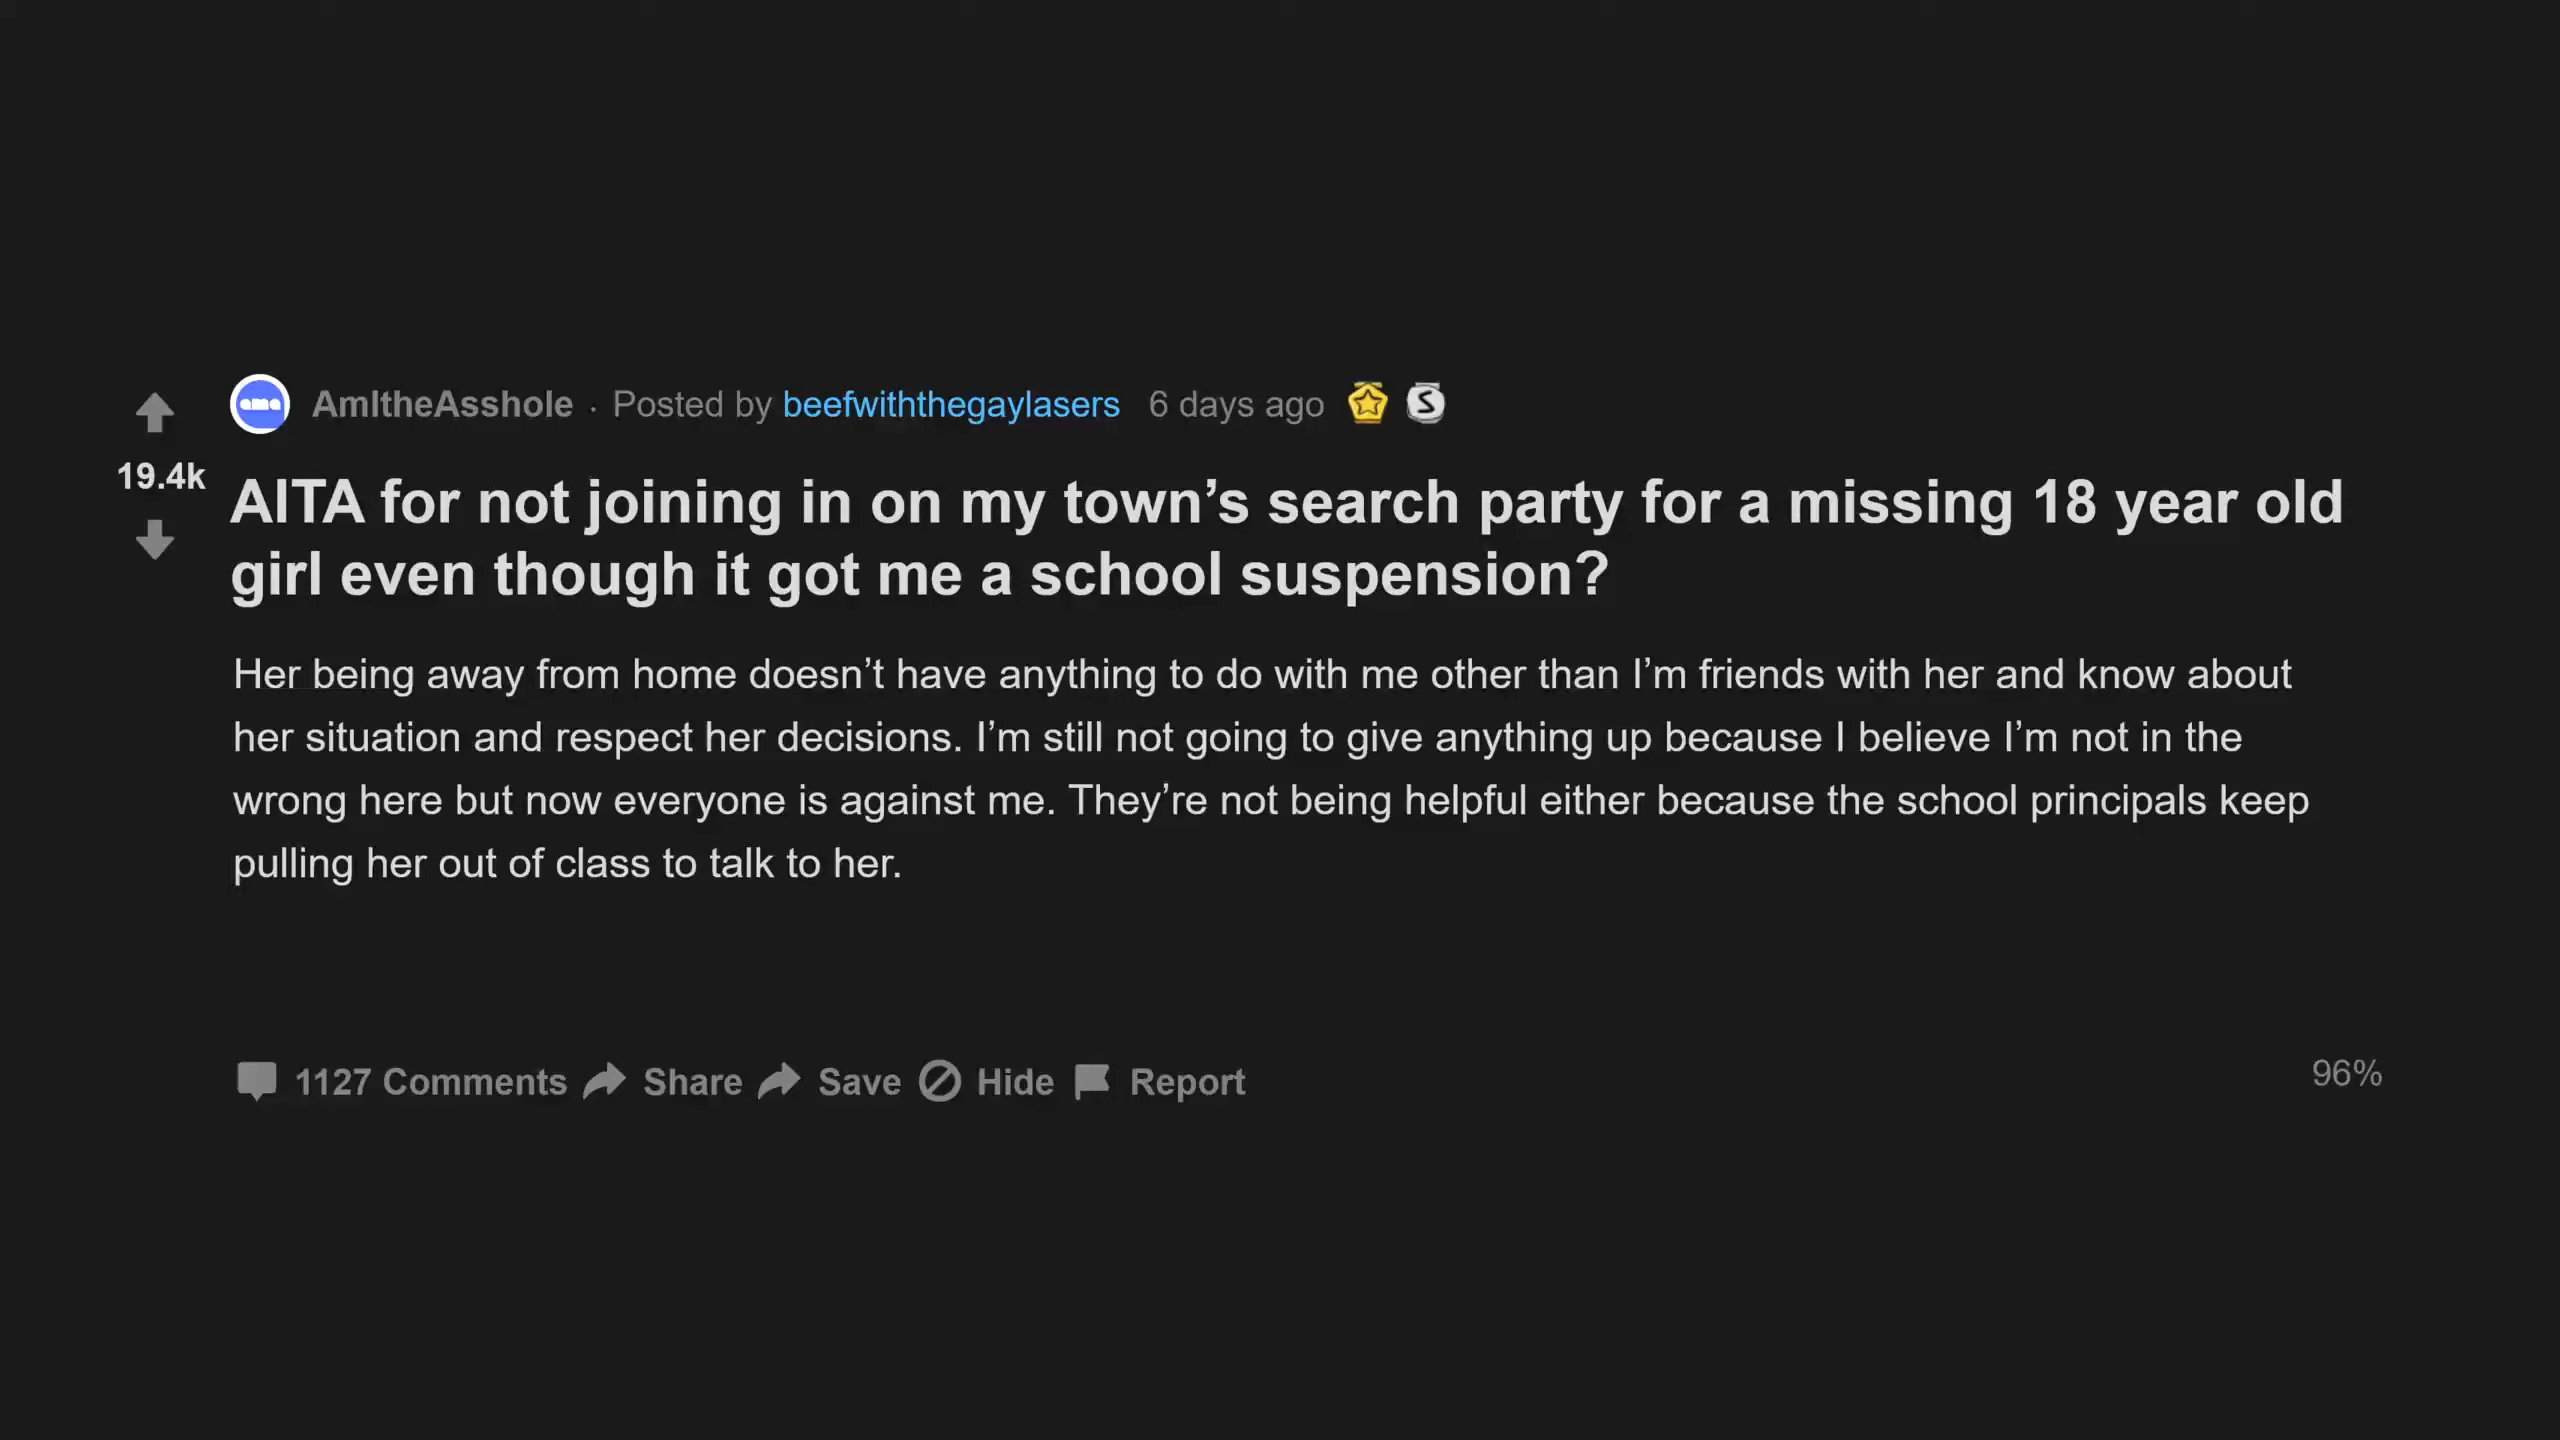 AmItheAsshole · Posted by beefwiththegaylasers 6 days ago
19.4k
AITA for not joining in on my town’s search party for a missing 18 year old
girl even though it got me a school suspension?
Her being away from home doesn’t have anything to do with me other than I’m friends with her and know about
her situation and respect her decisions. I’m still not going to give anything up because I believe I’m not in the
wrong here but now everyone is against me. They’re not being helpful either because the school principals keep
pulling her out of class to talk to her.
1127 Comments Share Save Hide Report
96%